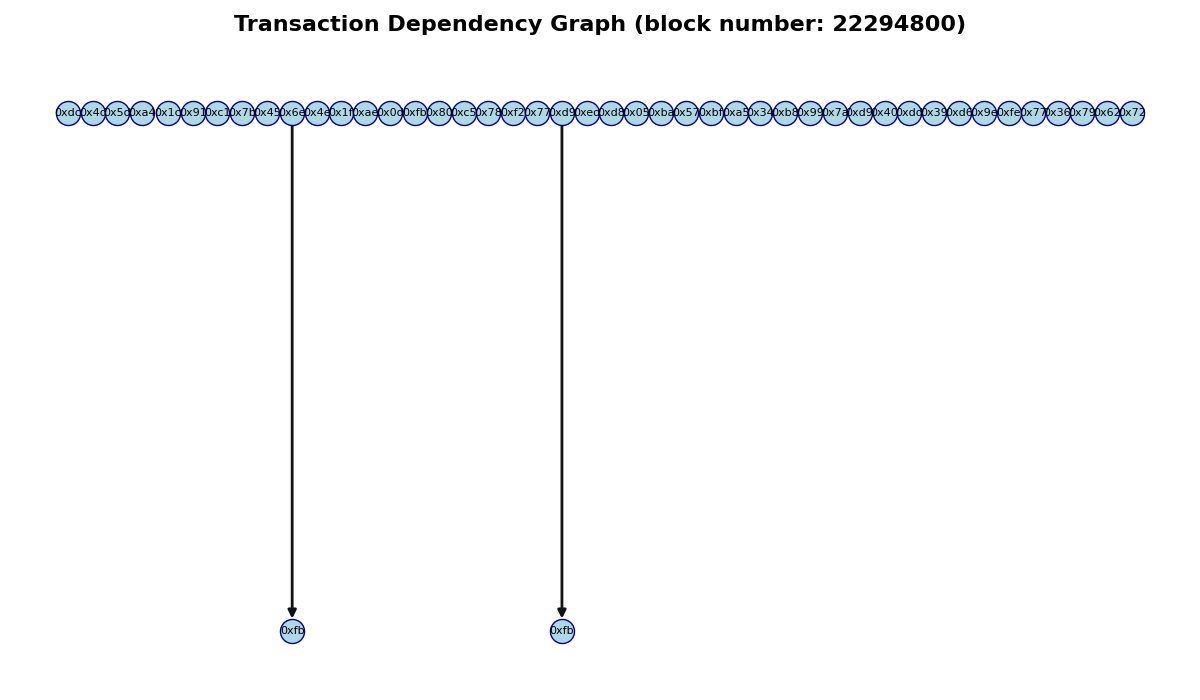 Transaction Dependency Graph (block number: 22294800)
0xdc 0x4c 0x5c 0xa4 0x1c 0x91 0xc1 0x7b 0x45 0x6e 0x4e 0x1f 0xae 0x0c 0xfb 0x80 0xc5 0x78 0xf2 0x77 0xd9 0xec 0xd8 0x05 0xba 0x57 0xbf 0xa5 0x34 0xb8 0x99 0x7a 0xd9 0x40 0xdd 0x39 0xd6 0x9e 0xfe 0x77 0x36 0x79 0x62 0x72
0xfb 0xfb